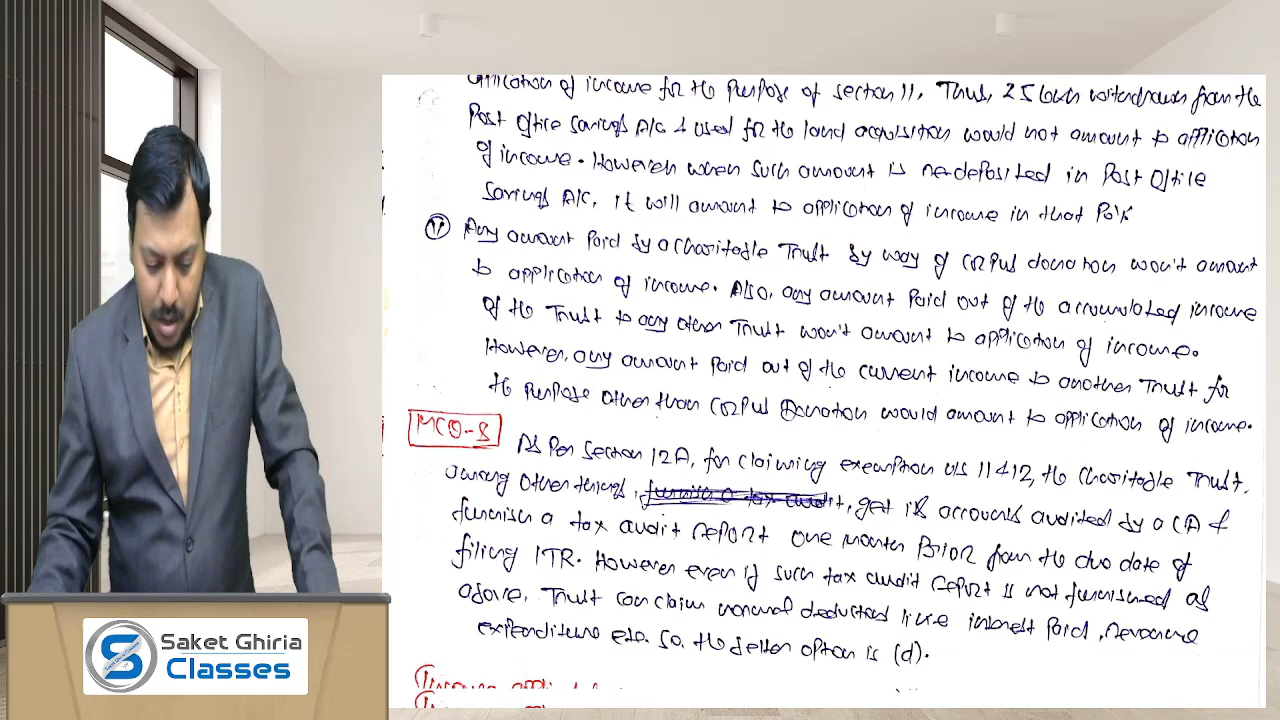 application of income for the purpose of section 11. Thus, 25 lakh withdrawn from the
Post Office Savings A/c & used for the land acquisition would not amount to application
of income. However when such amount is re-deposited in Post Office
Savings A/c, it will amount to application of income in that P.Y.
(V) Any amount paid by a charitable Trust by way of corpus donation won't amount
to application of income. Also, any amount paid out of the accumulated income
of the Trust to any other Trust won't amount to application of income.
However, any amount paid out of the current income to another Trust for
the purpose other than corpus Donation would amount to application of income.
MCQ-8
As per section 12A, for claiming exemption u/s 11 & 12, the charitable Trust,
among other things, furnish a tax audit, get its accounts audited by a CA &
furnish a tax audit report one month prior from the due date of
filing ITR. However even if such tax audit report is not furnished as
above, Trust can claim normal deductions like interest paid, revenue
expenditure etc. So, the better option is (d).
Saket Ghiria
Classes